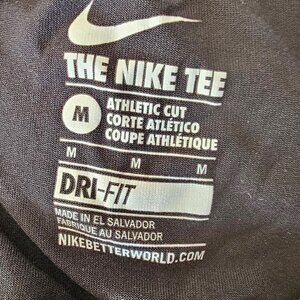 THE NIKE TEE
M
ATHLETIC CUT
CORTE ATLÉTICO
COUPE ATHLÉTIQUE
M M M
DRI-FIT
MADE IN EL SALVADOR
FABRIQUE AU SALVADOR
NIKEBETTERWORLD.COM